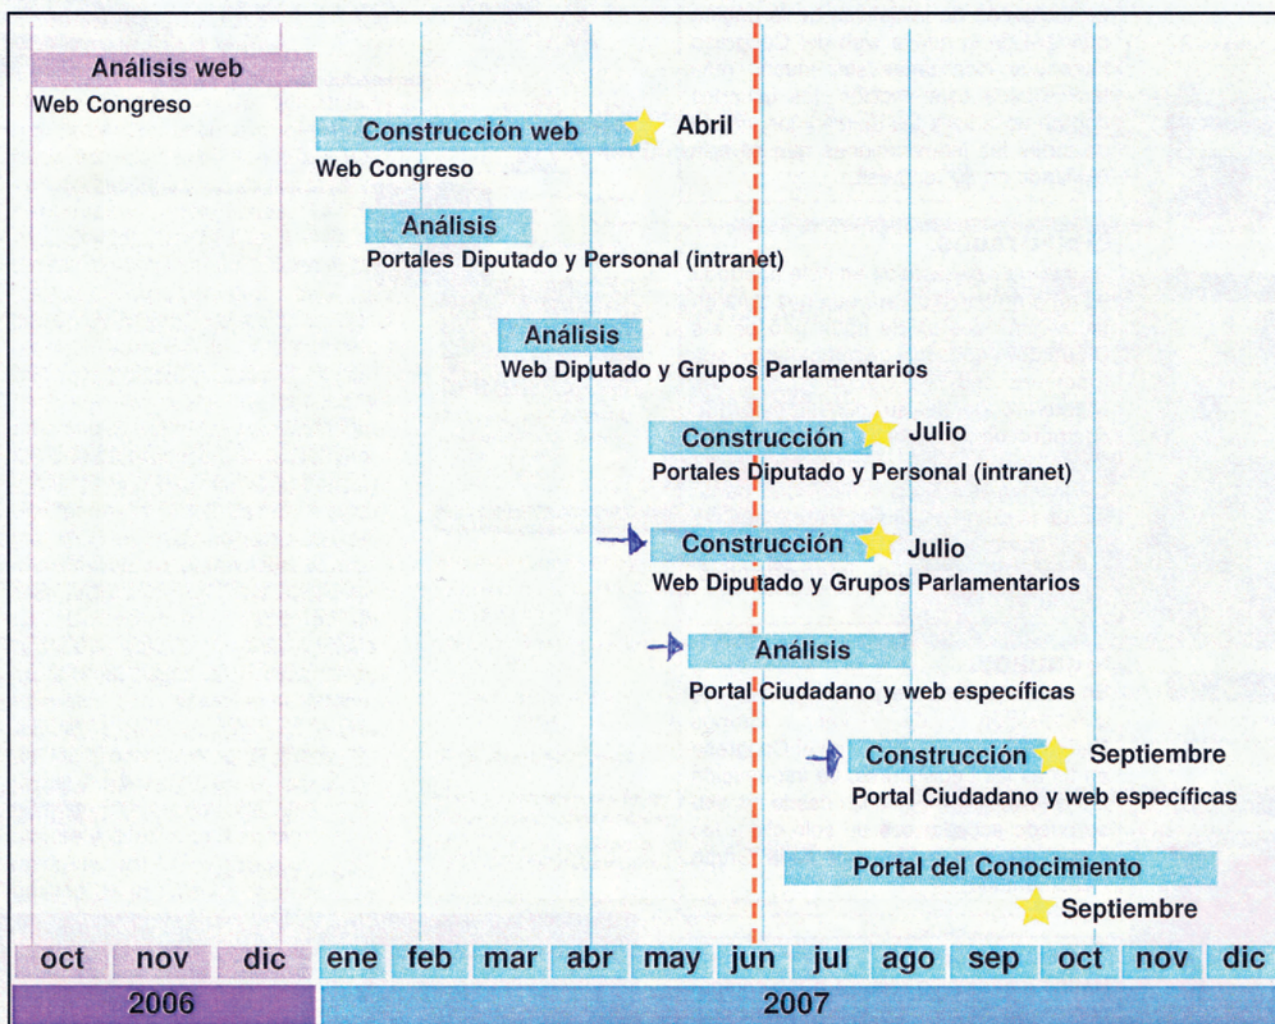 Análisis web
Web Congreso
Construcción web
Abril
Web Congreso
Análisis
Portales Diputado y Personal (intranet)
Análisis
Web Diputado y Grupos Parlamentarios
Construcción
Julio
Portales Diputado y Personal (intranet)
Construcción
Julio
Web Diputado y Grupos Parlamentarios
Análisis
Portal Ciudadano y web específicas
Construcción
Septiembre
Portal Ciudadano y web específicas
Portal del Conocimiento
Septiembre
oct nov dic ene feb mar abr may jun jul ago sep oct nov dic
2006 2007